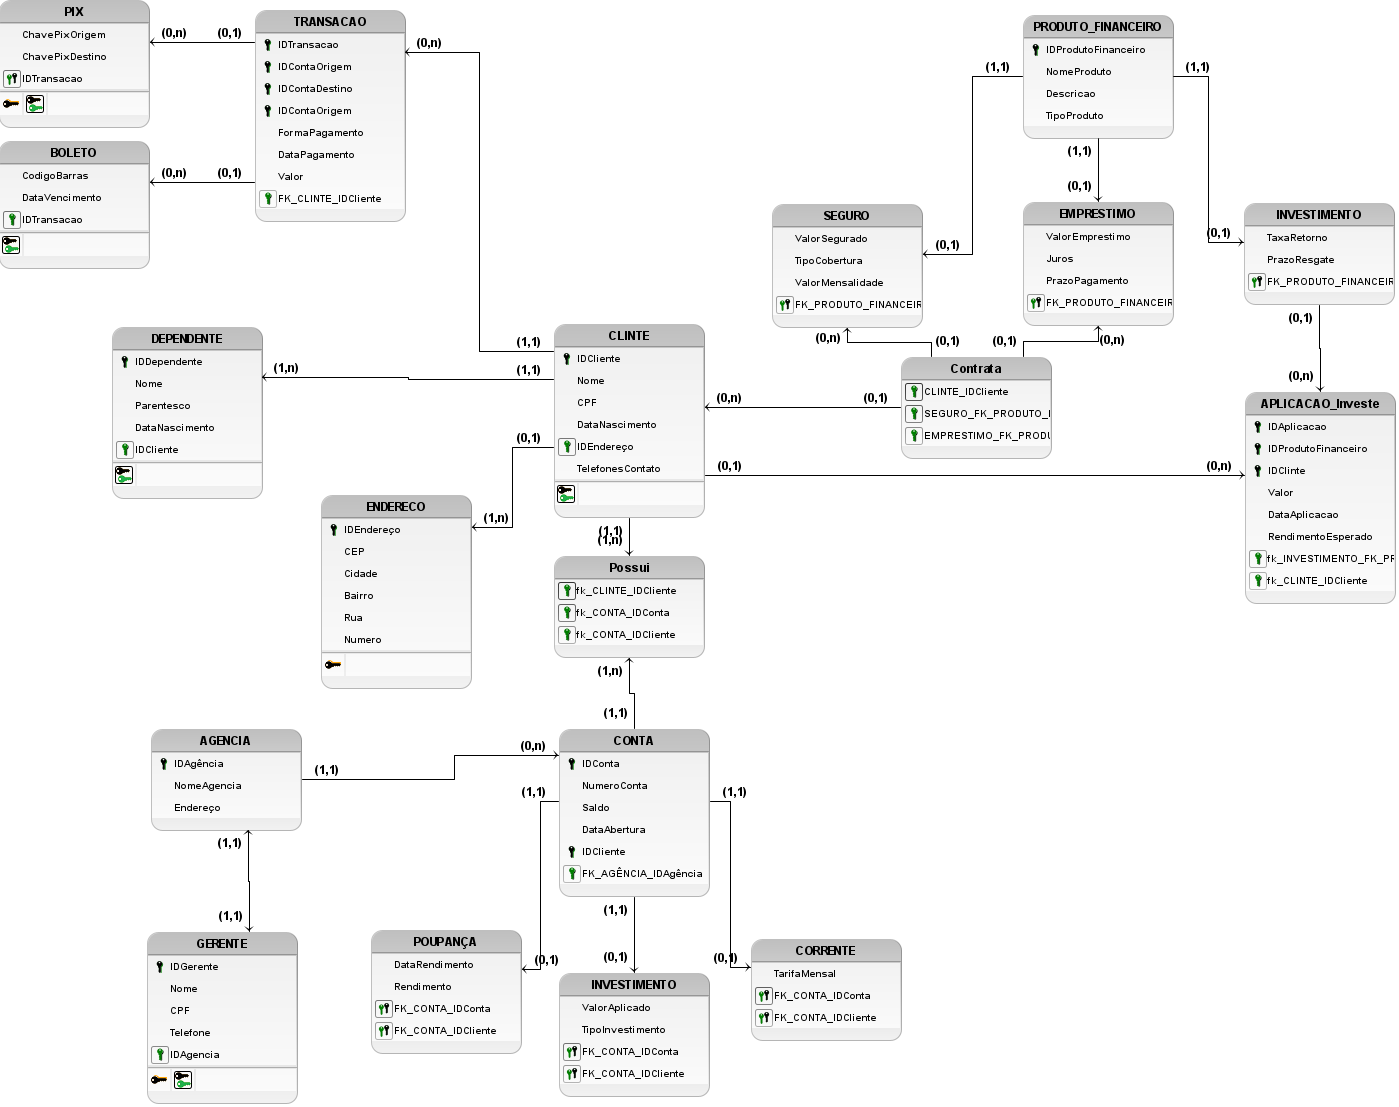 PIX
ChavePixOrigem
ChavePixDestino
IDTransacao
(0,n)
(0,1)
TRANSACAO
IDTransacao
IDContaOrigem
IDContaDestino
IDContaOrigem
FormaPagamento
DataPagamento
Valor
FK_CLINTE_IDCliente
(0,n)
BOLETO
CodigoBarras
DataVencimento
IDTransacao
(0,n)
(0,1)
PRODUTO_FINANCEIRO
IDProdutoFinanceiro
NomeProduto
Descricao
TipoProduto
(1,1)
(1,1)
(1,1)
(0,1)
SEGURO
ValorSegurado
TipoCobertura
ValorMensalidade
FK_PRODUTO_FINANCEIR
(0,1)
EMPRESTIMO
ValorEmprestimo
Juros
PrazoPagamento
FK_PRODUTO_FINANCEIR
INVESTIMENTO
TaxaRetorno
PrazoResgate
FK_PRODUTO_FINANCEIR
(0,1)
(0,n)
(0,1)
(0,1)
(0,n)
(0,1)
(0,n)
DEPENDENTE
IDDependente
Nome
Parentesco
DataNascimento
IDCliente
(1,n)
(1,1)
(1,1)
CLINTE
IDCliente
Nome
CPF
DataNascimento
IDEndereço
TelefonesContato
(0,n)
(0,1)
Contrata
CLINTE_IDCliente
SEGURO_FK_PRODUTO_
EMPRESTIMO_FK_PRODU
APLICACAO_Investe
IDAplicacao
IDProdutoFinanceiro
IDClinte
Valor
DataAplicacao
RendimentoEsperado
fk_INVESTIMENTO_FK_PR
fk_CLINTE_IDCliente
(0,1)
(0,n)
(0,1)
(1,n)
ENDERECO
IDEndereço
CEP
Cidade
Bairro
Rua
Numero
(1,1)
(1,n)
Possui
fk_CLINTE_IDCliente
fk_CONTA_IDConta
fk_CONTA_IDCliente
(1,n)
(1,1)
AGENCIA
IDAgência
NomeAgencia
Endereço
(1,1)
(0,n)
CONTA
IDConta
NumeroConta
Saldo
DataAbertura
IDCliente
FK_AGÊNCIA_IDAgência
(1,1)
(1,1)
(1,1)
(1,1)
(1,1)
GERENTE
IDGerente
Nome
CPF
Telefone
IDAgencia
POUPANÇA
DataRendimento
Rendimento
FK_CONTA_IDConta
FK_CONTA_IDCliente
(0,1)
(0,1)
INVESTIMENTO
ValorAplicado
TipoInvestimento
FK_CONTA_IDConta
FK_CONTA_IDCliente
(0,1)
CORRENTE
TarifaMensal
FK_CONTA_IDConta
FK_CONTA_IDCliente